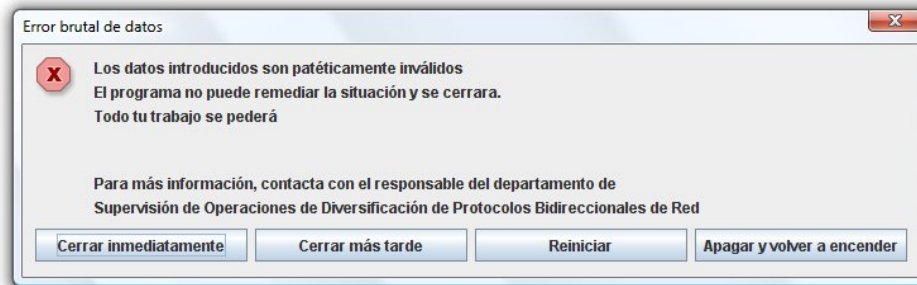 Error brutal de datos
Los datos introducidos son patéticamente inválidos
El programa no puede remediar la situación y se cerrara.
Todo tu trabajo se pederá
Para más información, contacta con el responsable del departamento de
Supervisión de Operaciones de Diversificación de Protocolos Bidireccionales de Red
Cerrar inmediatamente Cerrar más tarde Reiniciar Apagar y volver a encender